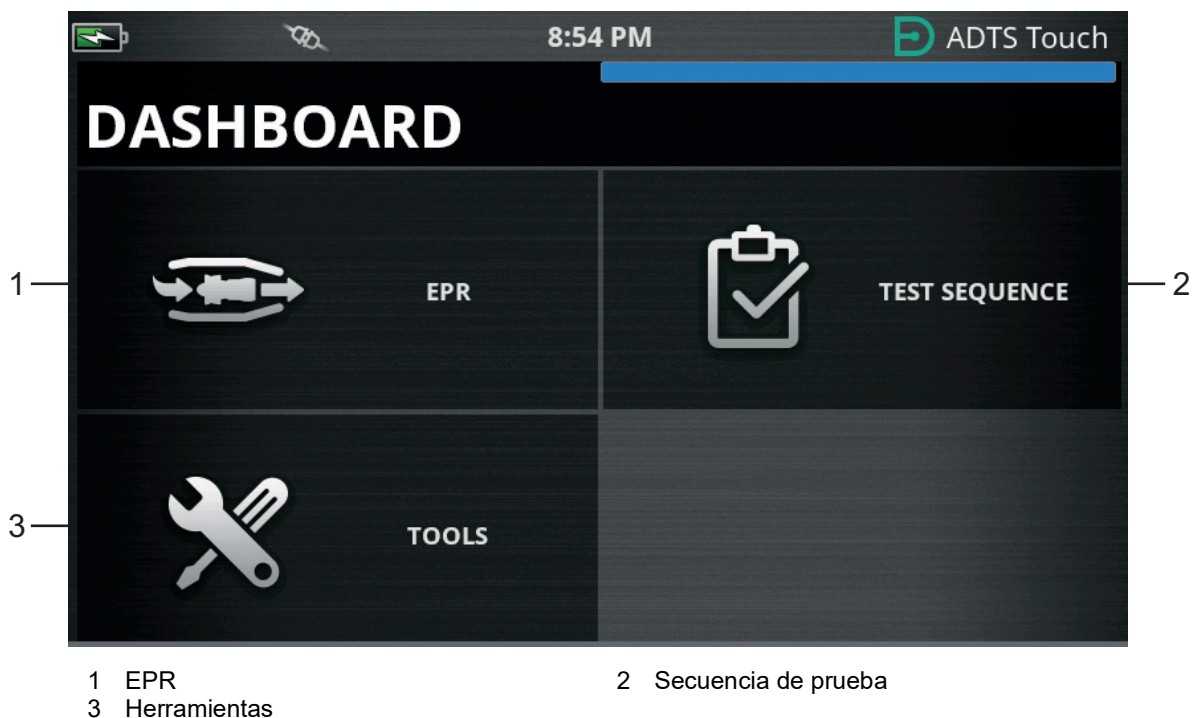 8:54 PM ADTS Touch
DASHBOARD
1 EPR TEST SEQUENCE 2
3 TOOLS
1 EPR 2 Secuencia de prueba
3 Herramientas